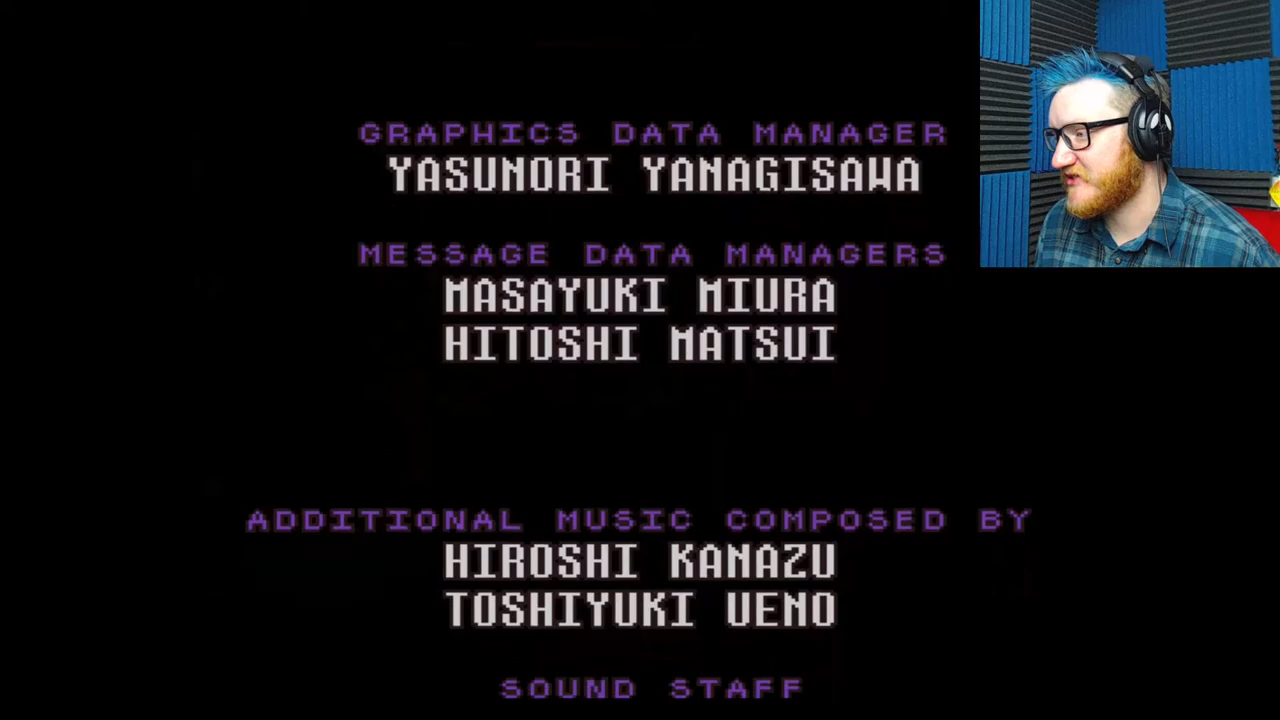 GRAPHICS DATA MANAGER
YASUNORI YANAGISAWA
MESSAGE DATA MANAGERS
MASAYUKI MIURA
HITOSHI MATSUI
ADDITIONAL MUSIC COMPOSED BY
HIROSHI KANAZU
TOSHIYUKI UENO
SOUND STAFF